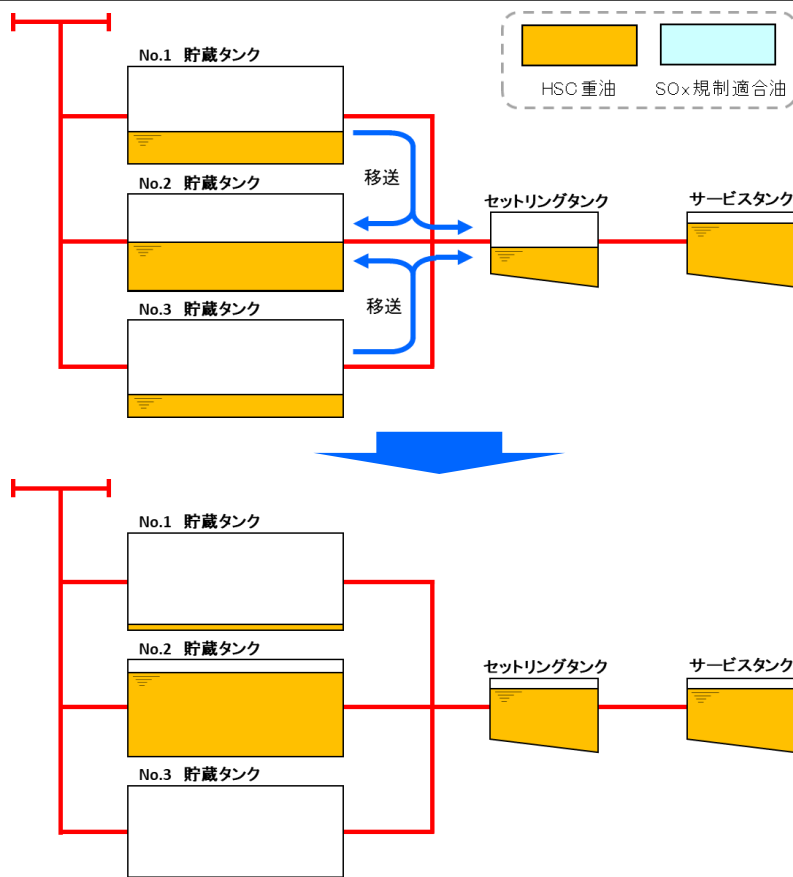 HSC重油 SOx規制適合油
No.1 貯蔵タンク
移送
No.2 貯蔵タンク
セットリングタンク サービスタンク
移送
No.3 貯蔵タンク
No.1 貯蔵タンク
No.2 貯蔵タンク
セットリングタンク サービスタンク
No.3 貯蔵タンク